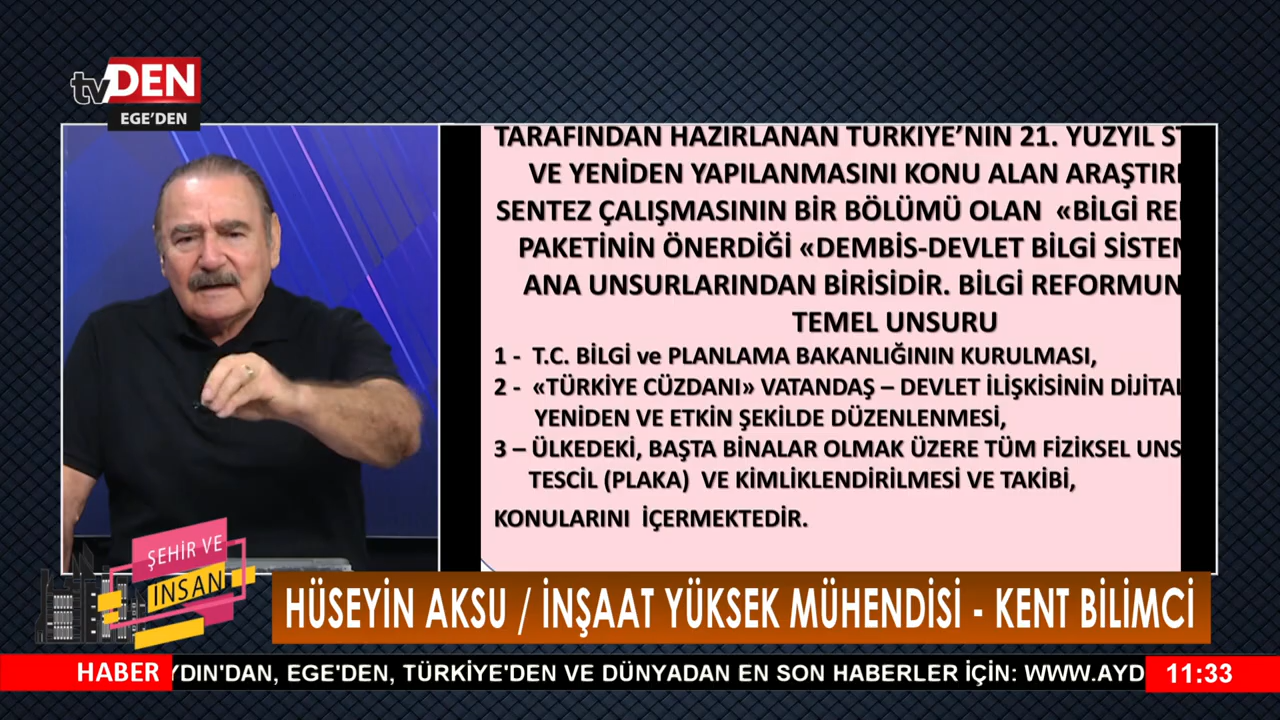 tvDEN
EGE'DEN
TARAFINDAN HAZIRLANAN TÜRKİYE'NİN 21. YÜZYIL
VE YENİDEN YAPILANMASINI KONU ALAN
SENTEZ ÇALIŞMASININ BİR BÖLÜMÜ OLAN «BİLGİ
PAKETİNİN ÖNERDİĞİ «DEMBİS-DEVLET BİLGİ
ANA UNSURLARINDAN BİRİSİDİR. BİLGİ
TEMEL UNSURU
1 - T.C. BİLGİ ve PLANLAMA BAKANLIĞININ KURULMASI,
2 - «TÜRKİYE CÜZDANI» VATANDAŞ – DEVLET İLİŞKİSİNİN
YENİDEN VE ETKİN ŞEKİLDE DÜZENLENMESİ,
3 – ÜLKEDEKİ, BAŞTA BİNALAR OLMAK ÜZERE TÜM FİZİKSEL
TESCİL (PLAKA) VE KİMLİKLENDİRİLMESİ VE TAKİBİ,
KONULARINI İÇERMEKTEDİR.
ŞEHİR VE
İNSAN
HÜSEYİN AKSU / İNŞAAT YÜKSEK MÜHENDİSİ - KENT BİLİMCİ
HABER YDIN'DAN, EGE'DEN, TÜRKİYE'DEN VE DÜNYADAN EN SON HABERLER İÇİN: WWW.AYD 11:33